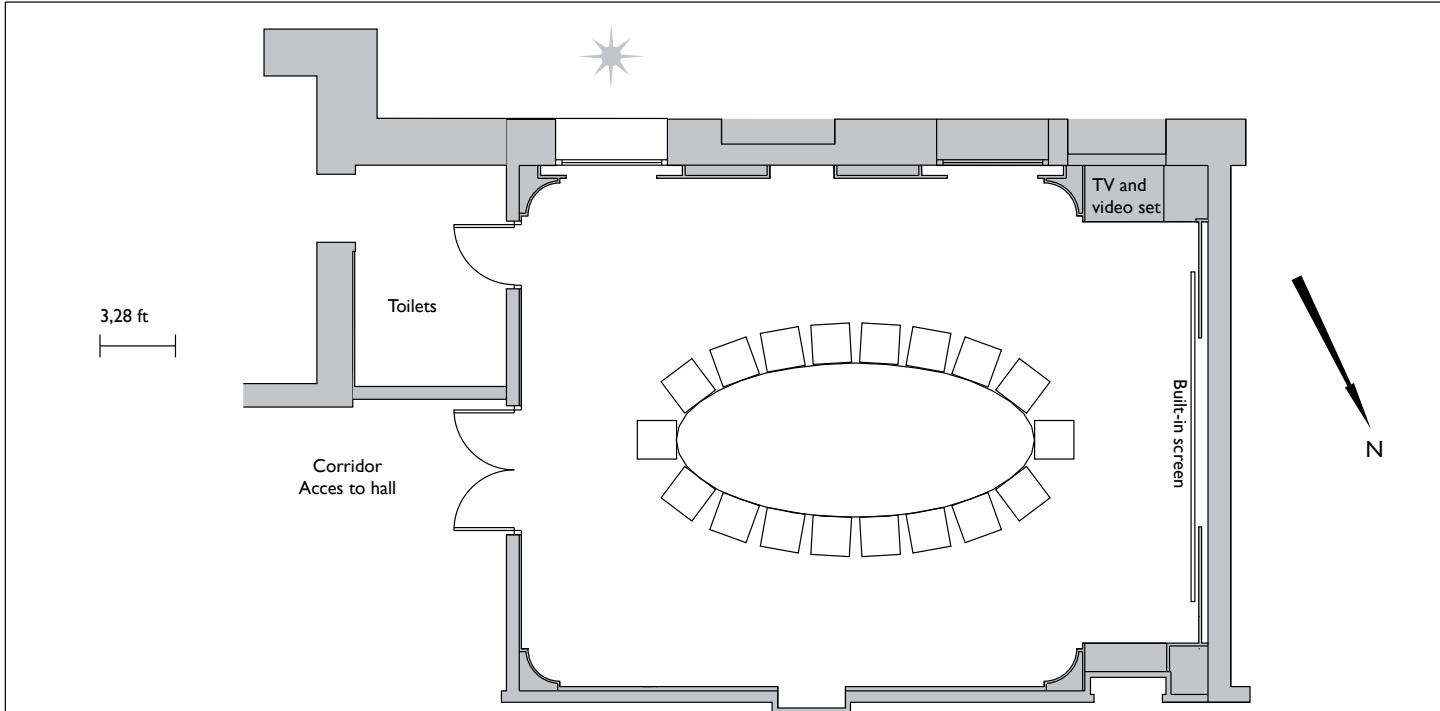 TV and
video set
3,28 ft
Toilets
Built-in screen
N
Corridor
Acces to hall